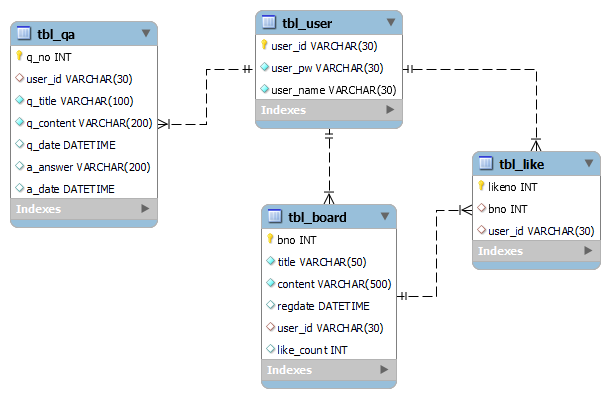 tbl_qa
q_no INT
user_id VARCHAR(30)
q_title VARCHAR(100)
q_content VARCHAR(200)
q_date DATETIME
a_answer VARCHAR(200)
a_date DATETIME
Indexes
tbl_user
user_id VARCHAR(30)
user_pw VARCHAR(30)
user_name VARCHAR(30)
Indexes
tbl_board
bno INT
title VARCHAR(50)
content VARCHAR(500)
regdate DATETIME
user_id VARCHAR(30)
like_count INT
Indexes
tbl_like
likeno INT
bno INT
user_id VARCHAR(30)
Indexes